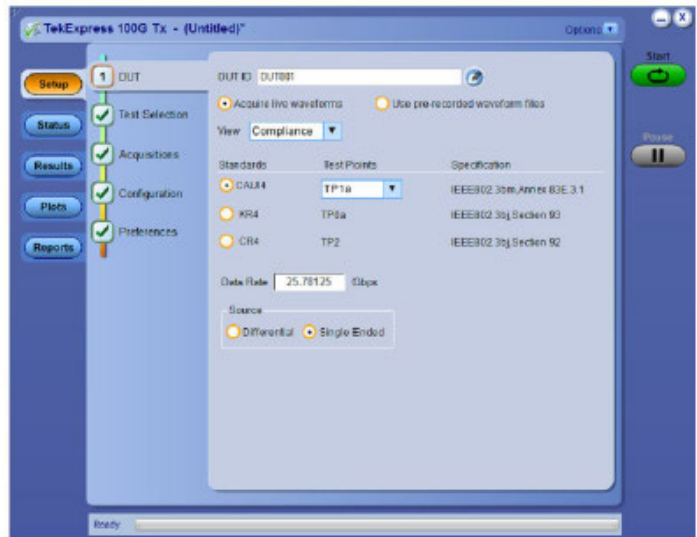 TekExpress 100G Tx - (Untitled)*
Options
Start
Pause
Setup
Status
Results
Plots
Reports
1 DUT
Test Selection
Acquisitions
Configuration
Preferences
DUT ID DUT001
Acquire live waveforms Use pre-recorded waveform files
View Compliance
Standards Test Points Specification
CAUI4 TP1a IEEE802.3bm,Annex 83E.3.1
KR4 TP0a IEEE802.3bj,Section 93
CR4 TP2 IEEE802.3bj,Section 92
Data Rate 25.78125 Gbps
Source
Differential Single Ended
Ready